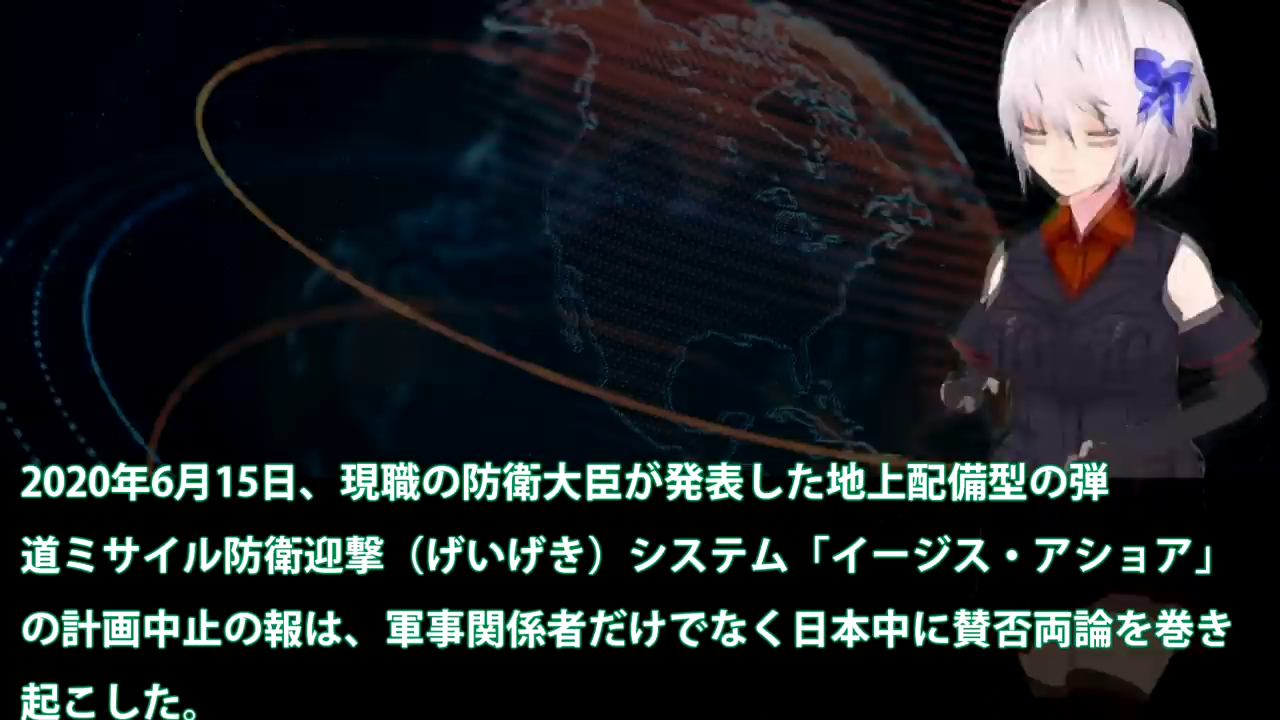 2020年6月15日、現職の防衛大臣が発表した地上配備型の弾
道ミサイル防衛迎撃（げいげき）システム「イージス・アショア」
の計画中止の報は、軍事関係者だけでなく日本中に賛否両論を巻き
起こした。